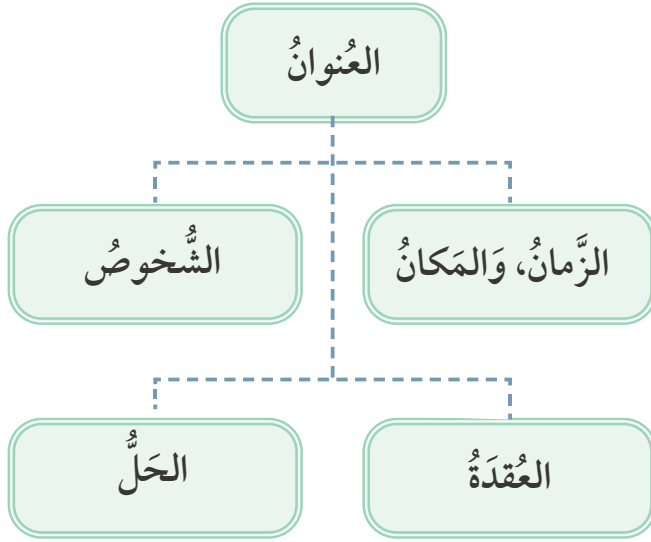 العُنوانُ
الزَّمانُ، وَالمَكانُ
الشُّخوصُ
العُقدَةُ
الحَلُّ